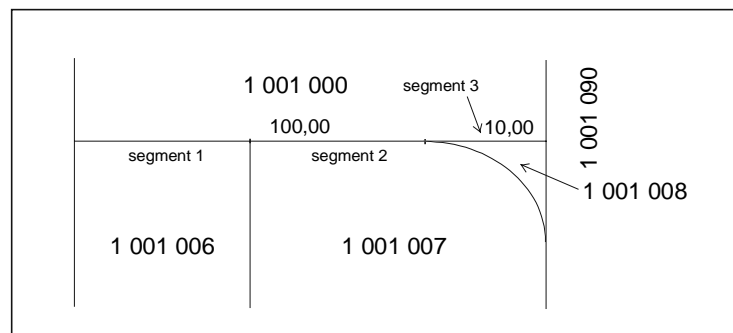 1 001 000
segment 3
1 001 090
100,00
10,00
segment 1
segment 2
1 001 008
1 001 006
1 001 007